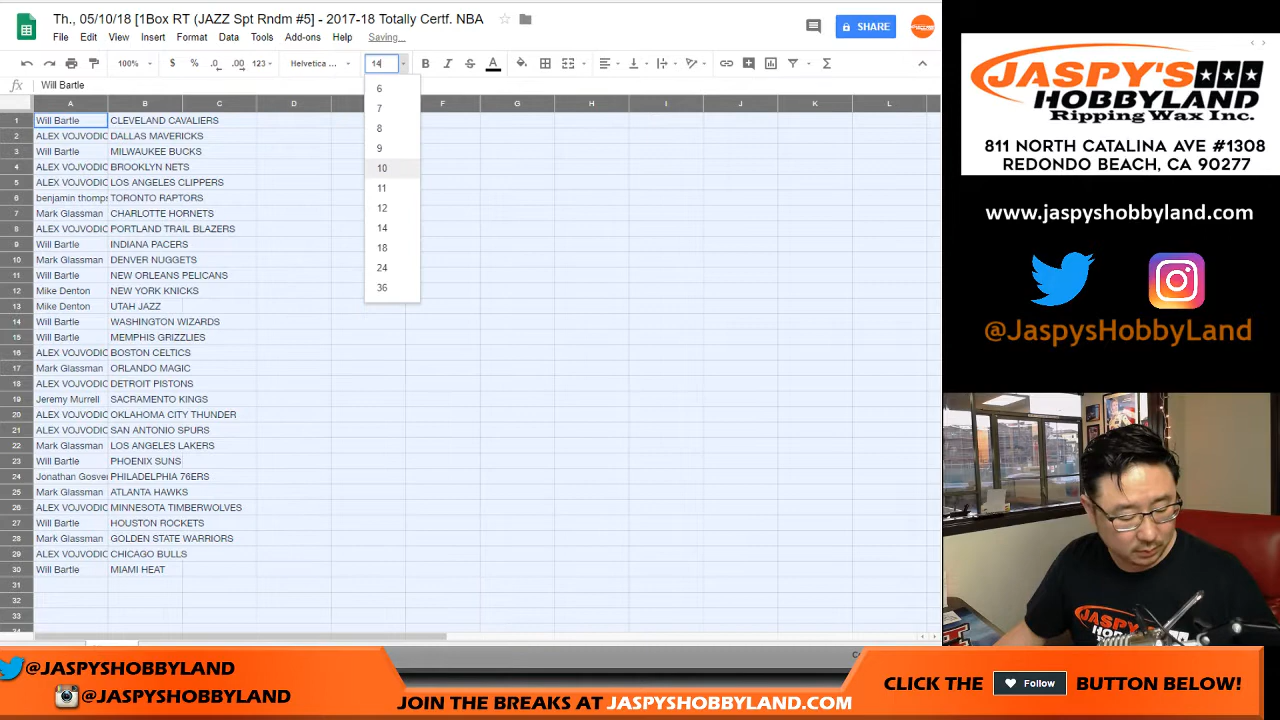 Th., 05/10/18 [1Box RT (JAZZ Spt Rndm #5] - 2017-18 Totally Certf. NBA
File Edit View Insert Format Data Tools Add-ons Help Saving...
SHARE
100% $ % .0 .00 123 Helvetica ... 14 B I S A
fx Will Bartle
A B C D F G H I J K L
1 Will Bartle CLEVELAND CAVALIERS
2 ALEX VOJVODIC DALLAS MAVERICKS
3 Will Bartle MILWAUKEE BUCKS
4 ALEX VOJVODIC BROOKLYN NETS
5 ALEX VOJVODIC LOS ANGELES CLIPPERS
6 benjamin thomps TORONTO RAPTORS
7 Mark Glassman CHARLOTTE HORNETS
8 ALEX VOJVODIC PORTLAND TRAIL BLAZERS
9 Will Bartle INDIANA PACERS
10 Mark Glassman DENVER NUGGETS
11 Will Bartle NEW ORLEANS PELICANS
12 Mike Denton NEW YORK KNICKS
13 Mike Denton UTAH JAZZ
14 Will Bartle WASHINGTON WIZARDS
15 Will Bartle MEMPHIS GRIZZLIES
16 ALEX VOJVODIC BOSTON CELTICS
17 Mark Glassman ORLANDO MAGIC
18 ALEX VOJVODIC DETROIT PISTONS
19 Jeremy Murrell SACRAMENTO KINGS
20 ALEX VOJVODIC OKLAHOMA CITY THUNDER
21 ALEX VOJVODIC SAN ANTONIO SPURS
22 Mark Glassman LOS ANGELES LAKERS
23 Will Bartle PHOENIX SUNS
24 Jonathan Gosver PHILADELPHIA 76ERS
25 Mark Glassman ATLANTA HAWKS
26 ALEX VOJVODIC MINNESOTA TIMBERWOLVES
27 Will Bartle HOUSTON ROCKETS
28 Mark Glassman GOLDEN STATE WARRIORS
29 ALEX VOJVODIC CHICAGO BULLS
30 Will Bartle MIAMI HEAT
31
32
33
6
7
8
9
10
11
12
14
18
24
36
JASPY'S
HOBBYLAND
Ripping Wax Inc.
811 NORTH CATALINA AVE #1308
REDONDO BEACH, CA 90277
www.jaspyshobbyland.com
@JaspysHobbyLand
JASPY'S
HOBBYLAND
@JASPYSHOBBYLAND
@JASPYSHOBBYLAND
JOIN THE BREAKS AT JASPYSHOBBYLAND.COM
CLICK THE Follow BUTTON BELOW!